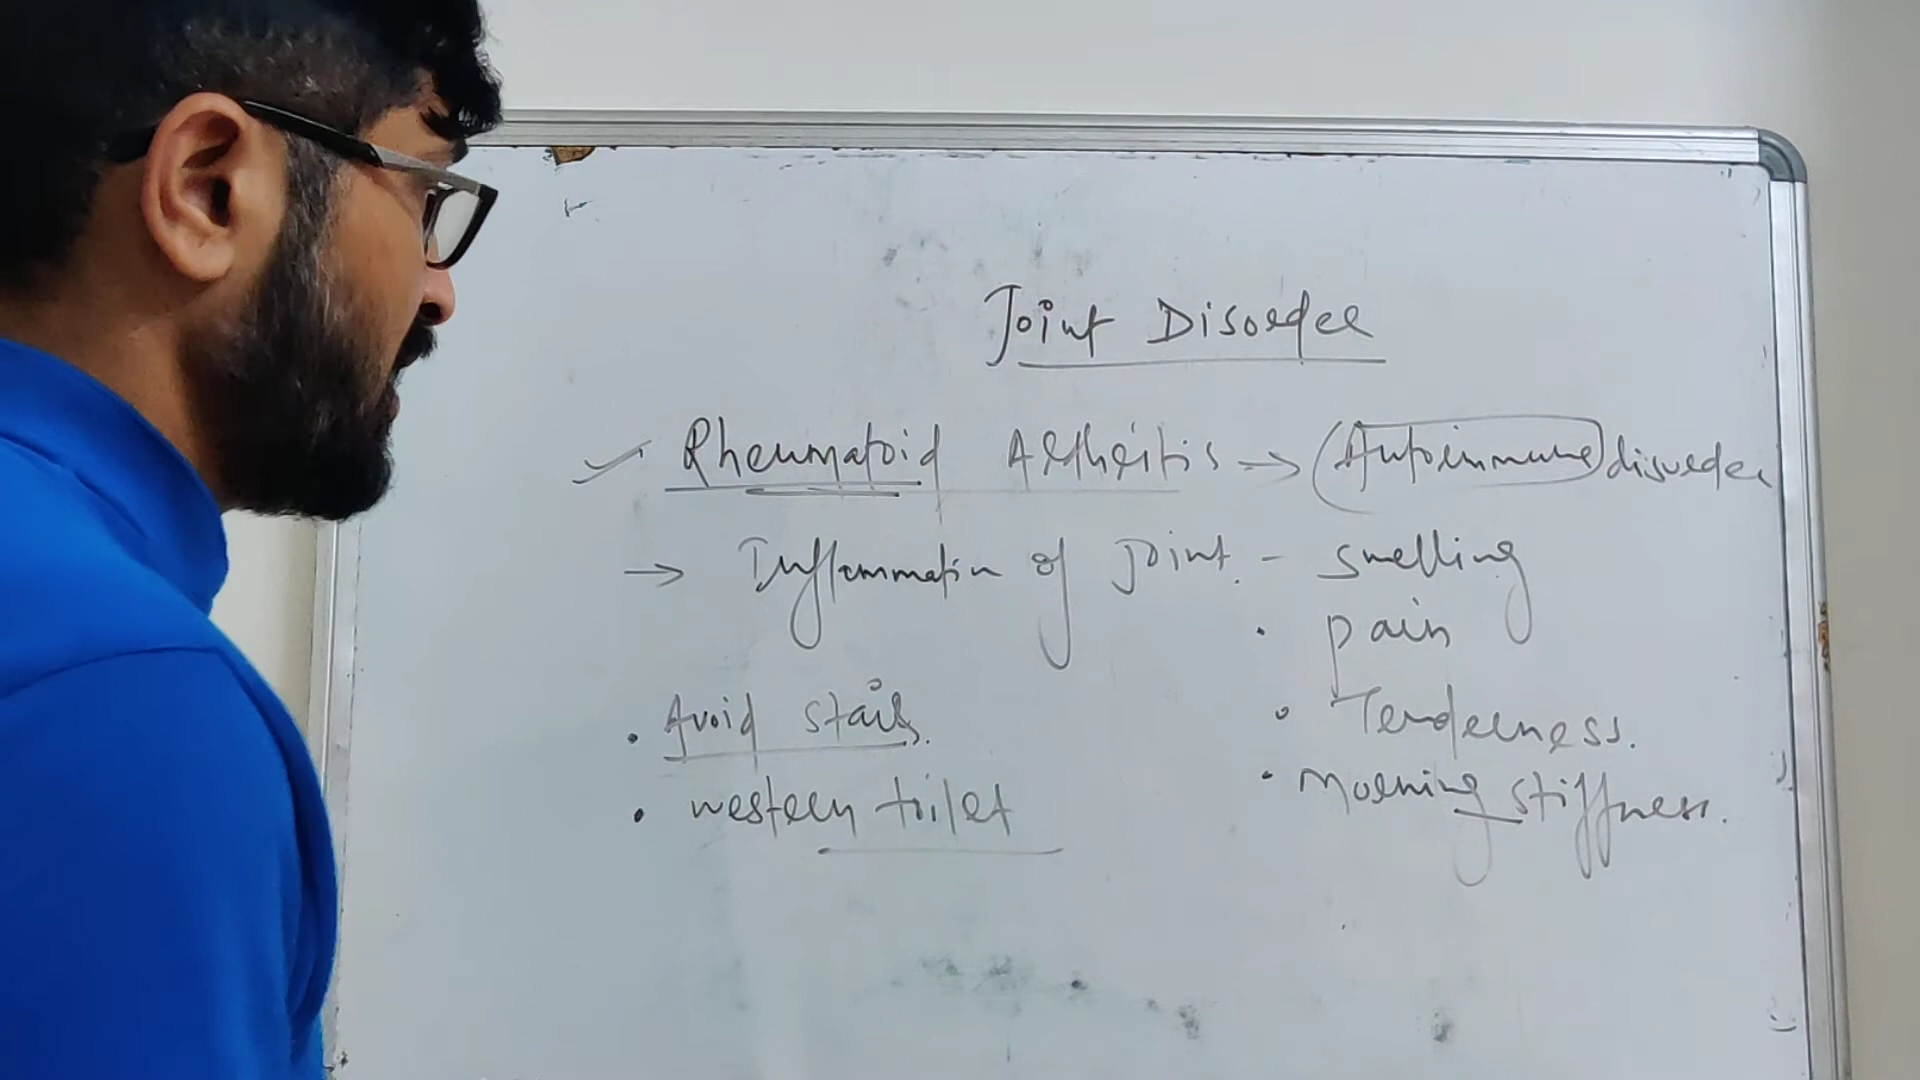 Joint Disorder
Rheumatoid Arthritis → Autoimmune disorder
→ Inflammation of joint. - swelling
• pain
• Avoid stairs.
• Tenderness.
• western toilet
• Morning stiffness.